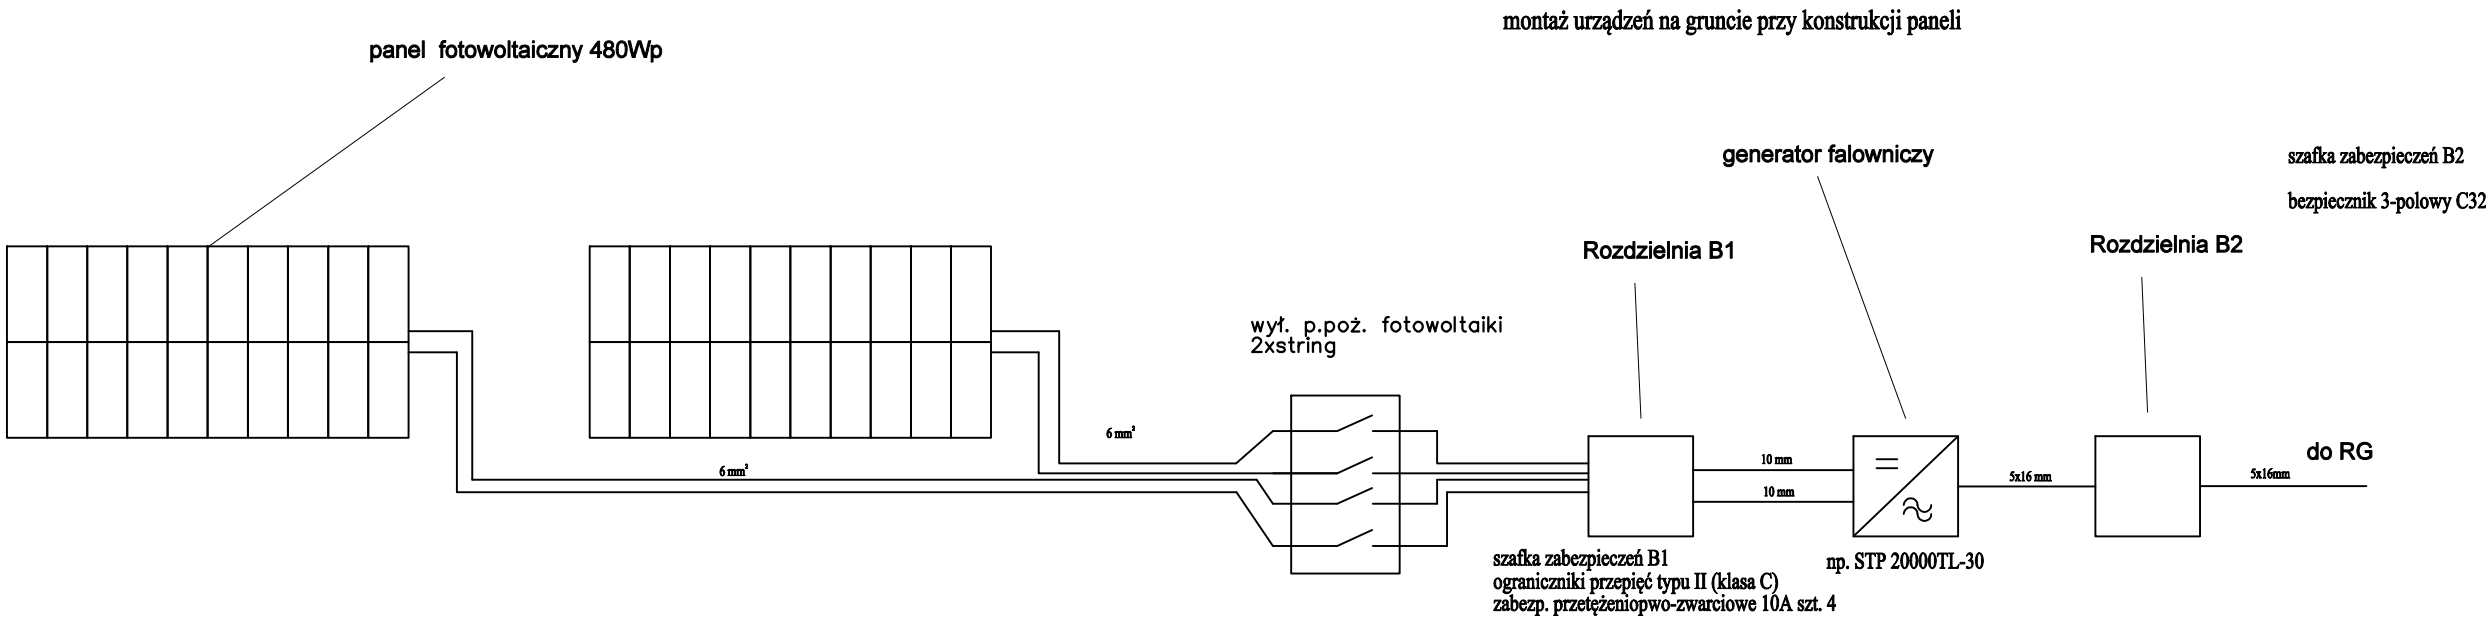 montaż urządzeń na gruncie przy konstrukcji paneli
panel fotowoltaiczny 480Wp
generator falowniczy
szafka zabezpieczeń B2
bezpiecznik 3-polowy C32
Rozdzielnia B1
Rozdzielnia B2
wył. p.poż. fotowoltaiki
2xstring
6 mm²
6 mm²
10 mm
10 mm
5x16 mm
5x16mm
do RG
szafka zabezpieczeń B1
ograniczniki przepięć typu II (klasa C)
zabezp. przetężeniopwo-zwarciowe 10A szt. 4
np. STP 20000TL-30